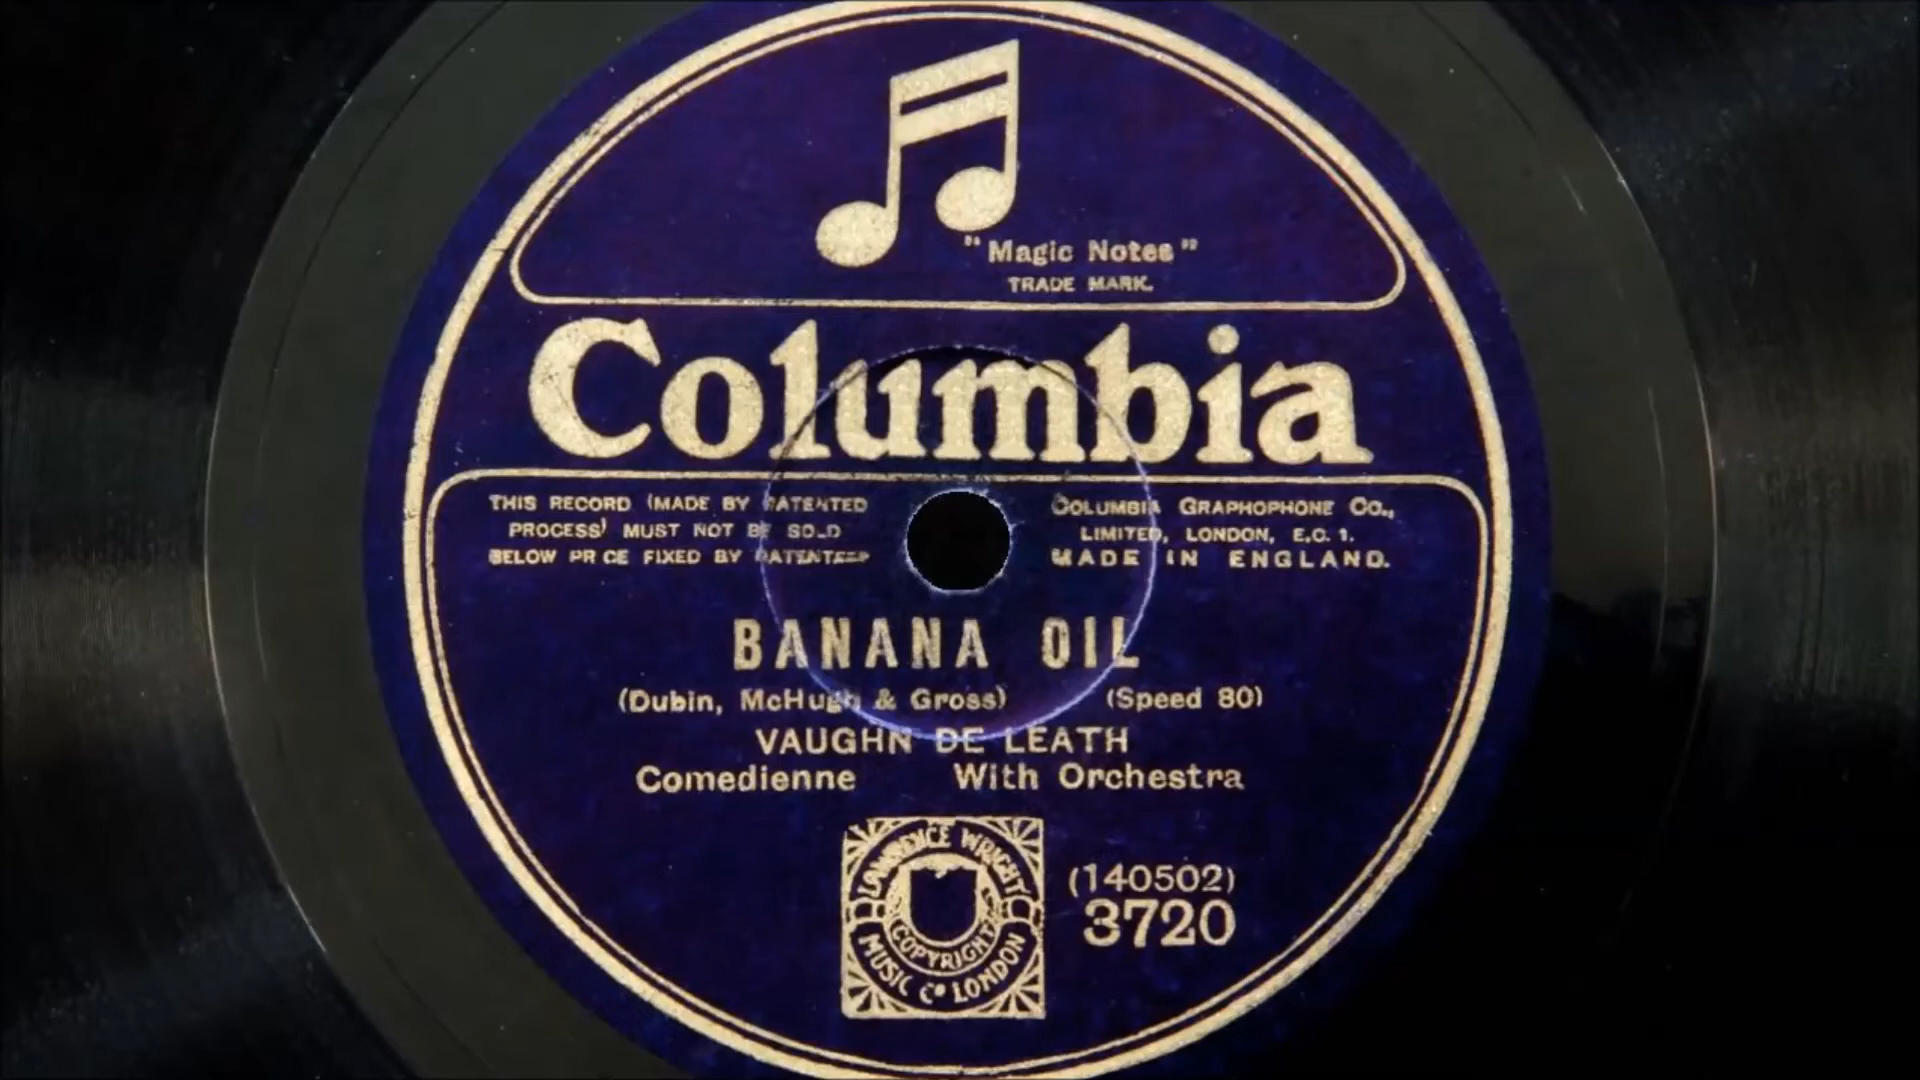 "Magic Notes"
TRADE MARK.
Columbia
THIS RECORD (MADE BY PATENTED
PROCESS) MUST NOT BE SOLD
BELOW PRICE FIXED BY PATENTEES
COLUMBIA GRAPHOPHONE CO.,
LIMITED, LONDON, E.C. 1.
MADE IN ENGLAND.
BANANA OIL
(Dubin, McHugh & Gross) (Speed 80)
VAUGHN DE LEATH
Comedienne With Orchestra
LAWRENCE WRIGHT
MUSIC Co LONDON
COPYRIGHT
(140502)
3720